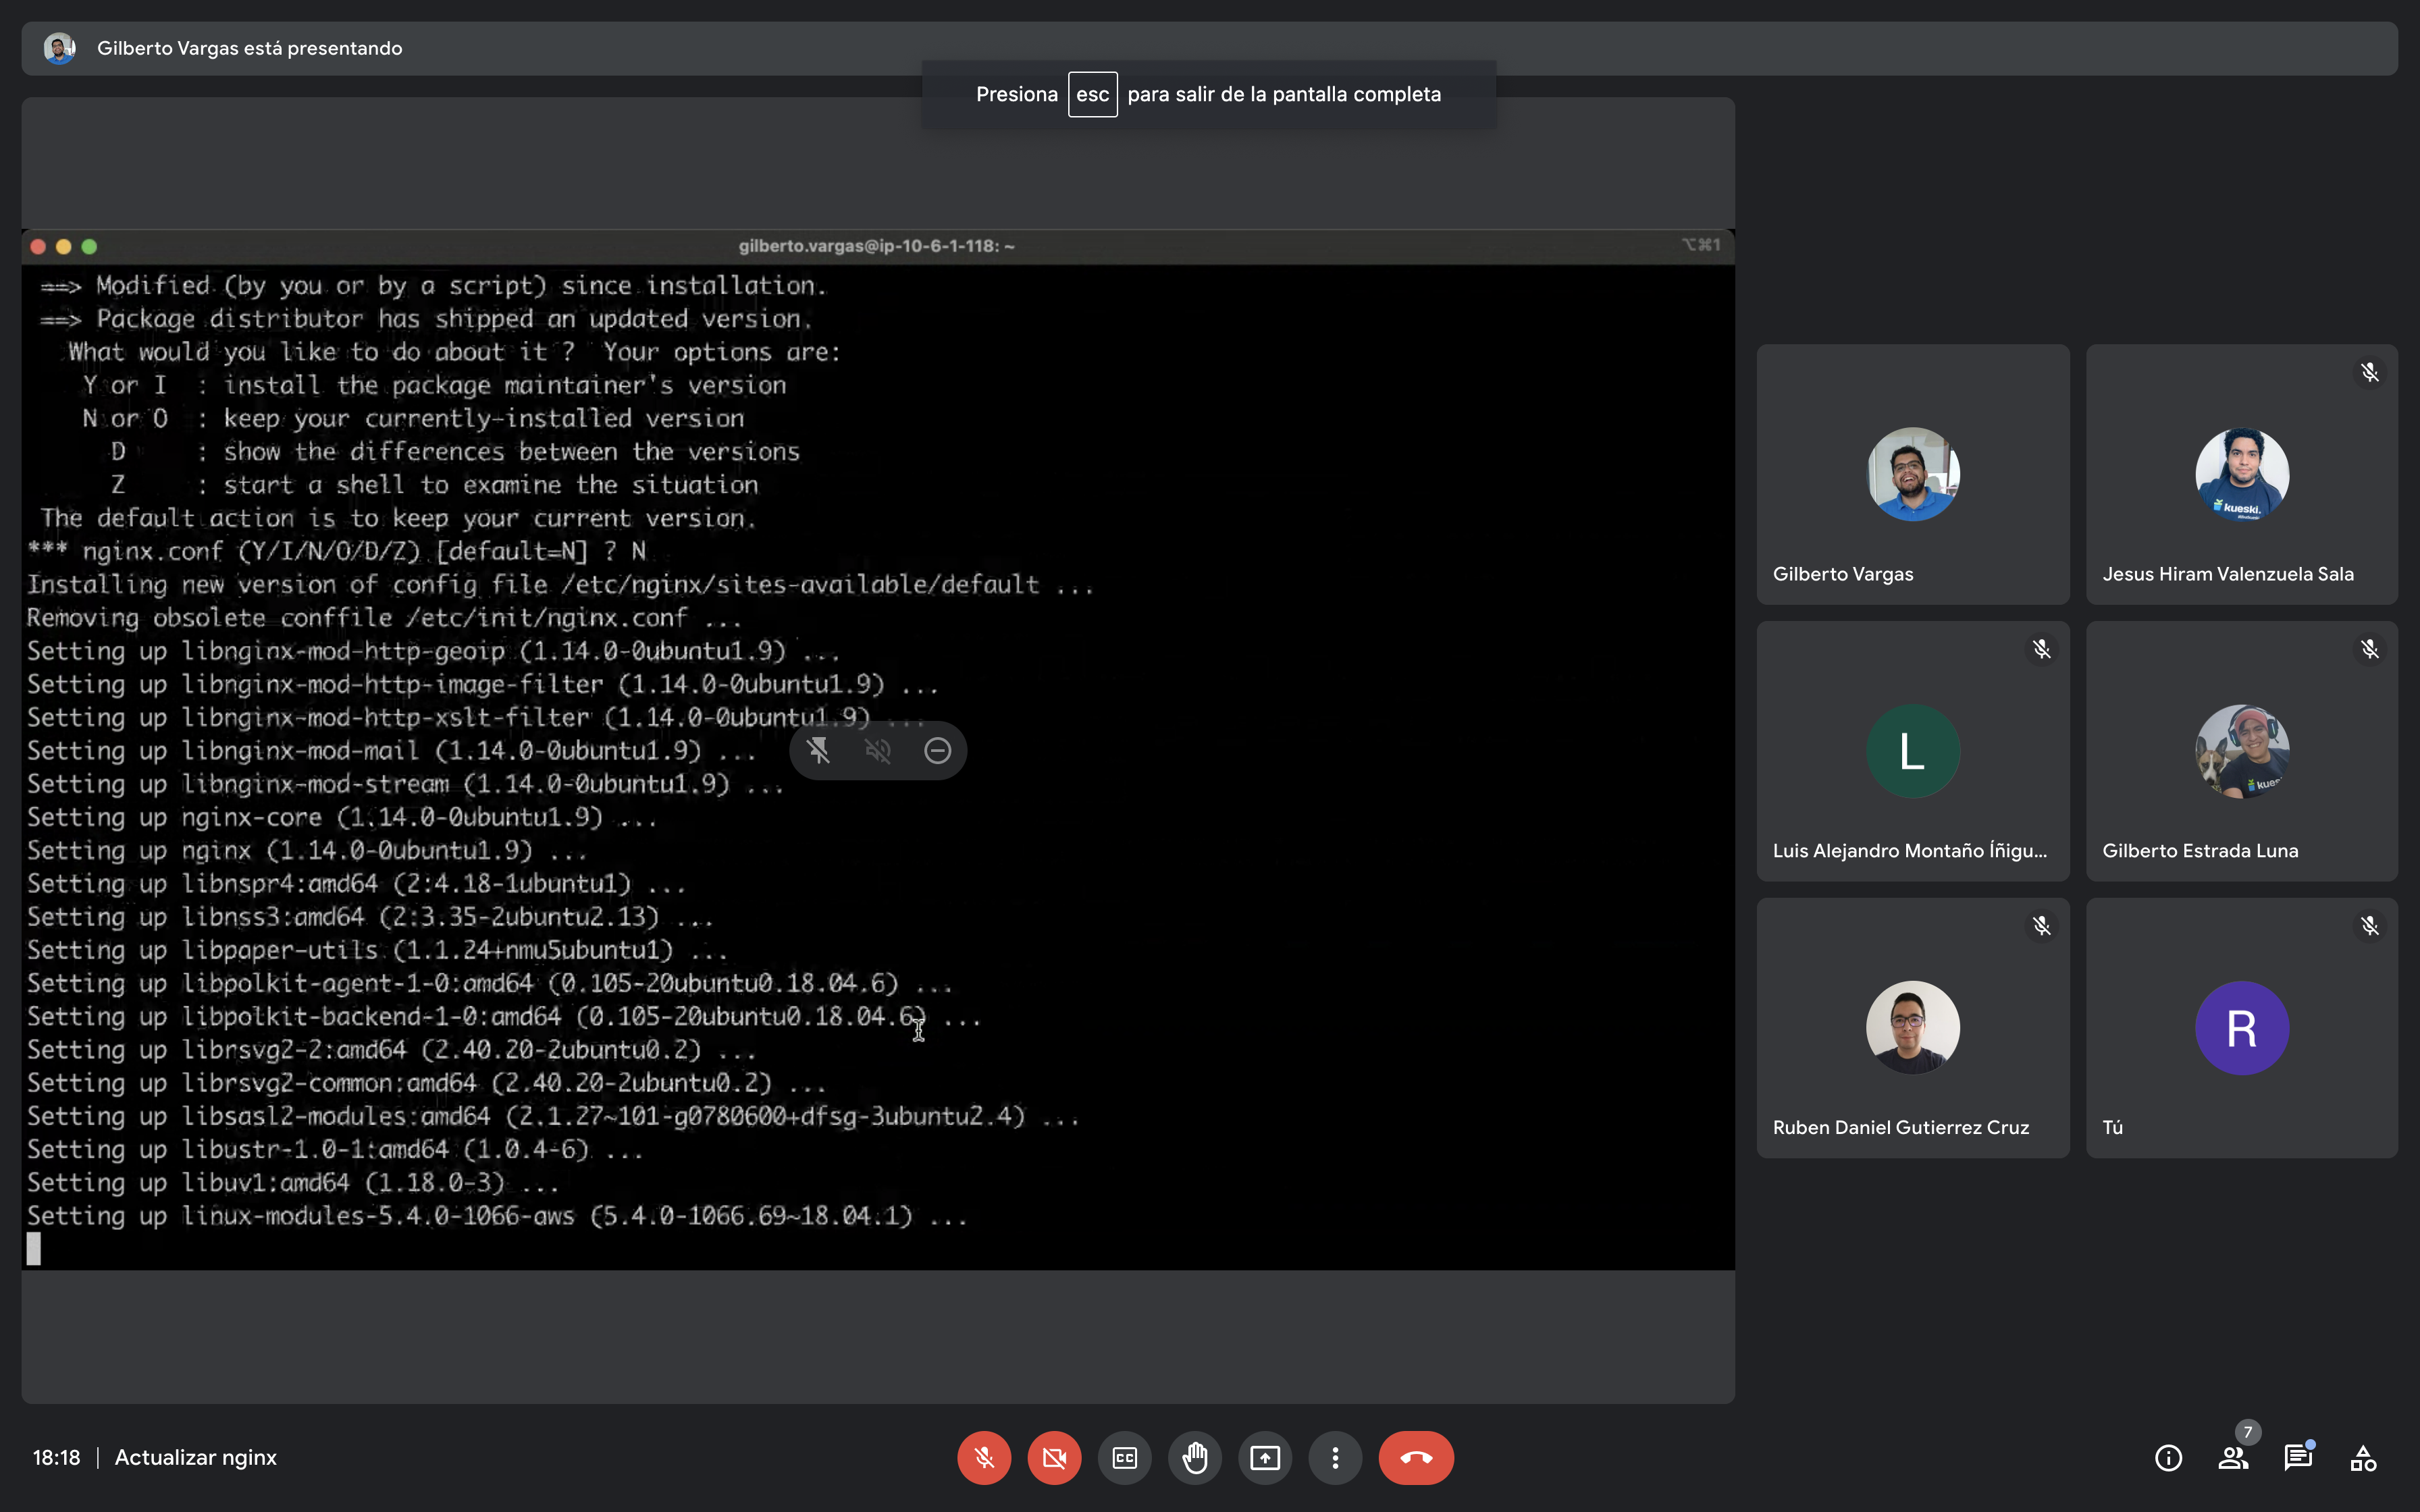 Gilberto Vargas está presentando
Presiona esc para salir de la pantalla completa
gilberto.vargas@ip-10-6-1-118: ~
⌥⌘1
==> Modified (by you or by a script) since installation.
==> Package distributor has shipped an updated version.
What would you like to do about it ?  Your options are:
Y or I  : install the package maintainer's version
N or O  : keep your currently-installed version
D     : show the differences between the versions
Z     : start a shell to examine the situation
The default action is to keep your current version.
*** nginx.conf (Y/I/N/O/D/Z) [default=N] ? N
Installing new version of config file /etc/nginx/sites-available/default ...
Removing obsolete conffile /etc/init/nginx.conf ...
Setting up libnginx-mod-http-geoip (1.14.0-0ubuntu1.9) ...
Setting up libnginx-mod-http-image-filter (1.14.0-0ubuntu1.9) ...
Setting up libnginx-mod-http-xslt-filter (1.14.0-0ubuntu1.9) ...
Setting up libnginx-mod-mail (1.14.0-0ubuntu1.9) ...
Setting up libnginx-mod-stream (1.14.0-0ubuntu1.9) ...
Setting up nginx-core (1.14.0-0ubuntu1.9) ...
Setting up nginx (1.14.0-0ubuntu1.9) ...
Setting up libnspr4:amd64 (2:4.18-1ubuntu1) ...
Setting up libnss3:amd64 (2:3.35-2ubuntu2.13) ...
Setting up libpaper-utils (1.1.24+nmu5ubuntu1) ...
Setting up libpolkit-agent-1-0:amd64 (0.105-20ubuntu0.18.04.6) ...
Setting up libpolkit-backend-1-0:amd64 (0.105-20ubuntu0.18.04.6) ...
Setting up librsvg2-2:amd64 (2.40.20-2ubuntu0.2) ...
Setting up librsvg2-common:amd64 (2.40.20-2ubuntu0.2) ...
Setting up libsasl2-modules:amd64 (2.1.27~101-g0780600+dfsg-3ubuntu2.4) ...
Setting up libustr-1.0-1:amd64 (1.0.4-6) ...
Setting up libuv1:amd64 (1.18.0-3) ...
Setting up linux-modules-5.4.0-1066-aws (5.4.0-1066.69~18.04.1) ...
Gilberto Vargas
kueski.
Jesus Hiram Valenzuela Sala
L
Luis Alejandro Montaño Íñigu...
kues
Gilberto Estrada Luna
Ruben Daniel Gutierrez Cruz
R
Tú
18:18 | Actualizar nginx
CC
7